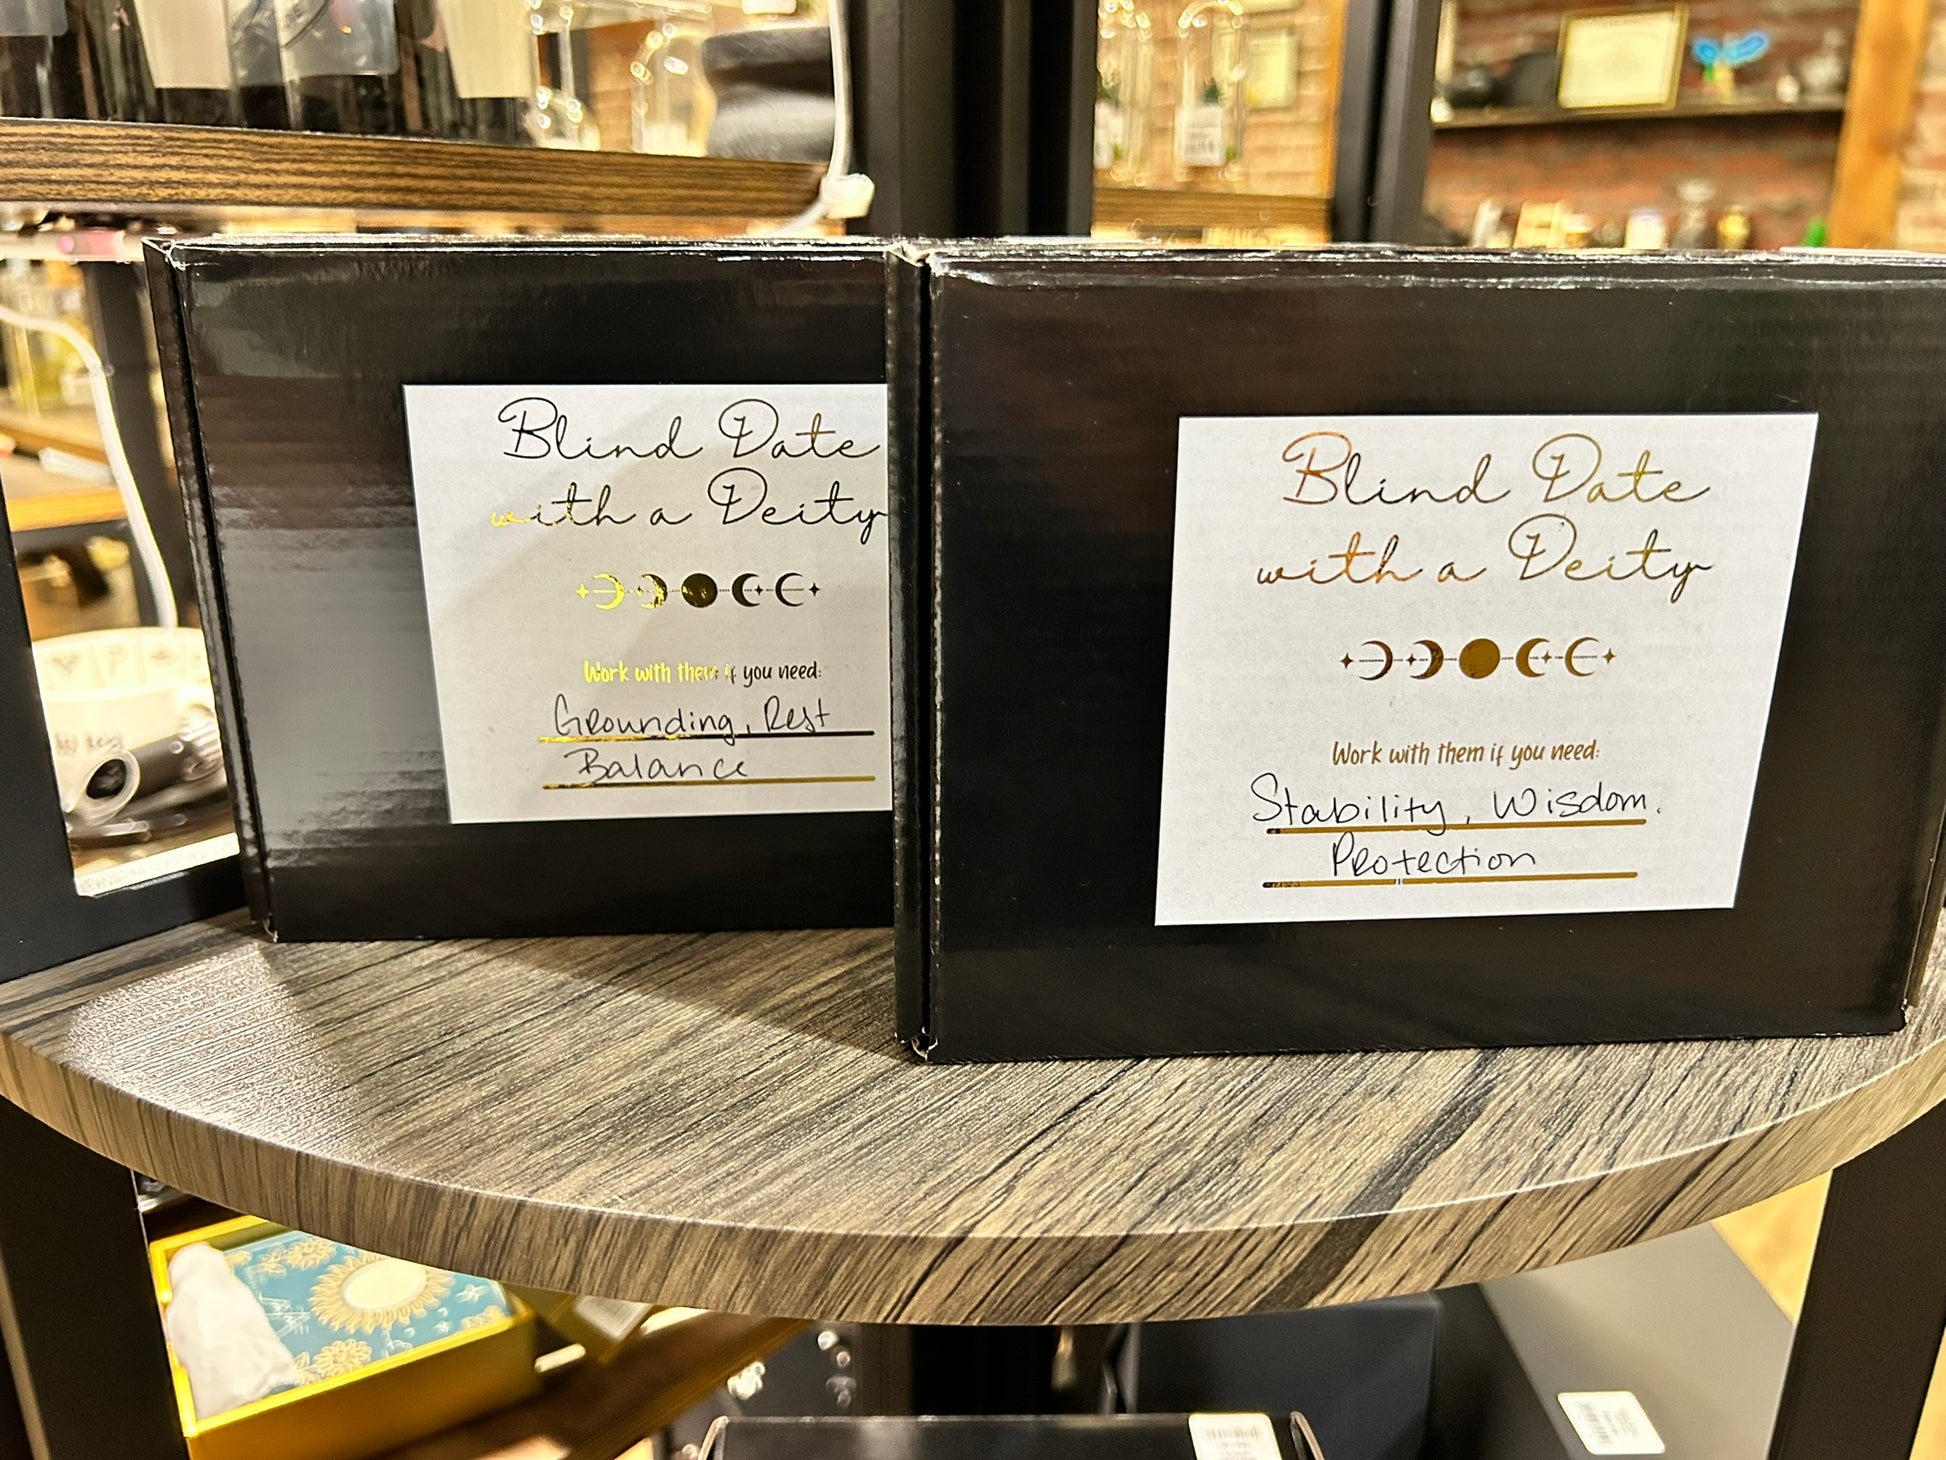 Blind Date
with a Deity
Work with them if you need:
Grounding, Rest
Balance
Blind Date
with a Deity
Work with them if you need:
Stability, Wisdom.
Protection